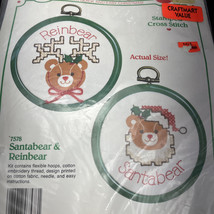 CRAFTMART
VALUE
Reinbear
Cross Stitch
Actual Size!
7578
Santabear &
Reinbear
Kit contains flexible hoops, cotton
embroidery thread, design printed
on cotton fabric, needle, and easy
instructions.
Santabear